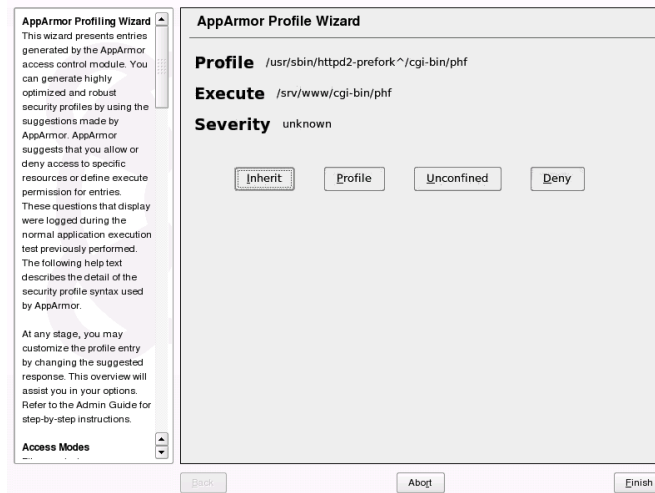 AppArmor Profiling Wizard
This wizard presents entries
generated by the AppArmor
access control module. You
can generate highly
optimized and robust
security profiles by using the
suggestions made by
AppArmor. AppArmor
suggests that you allow or
deny access to specific
resources or define execute
permission for entries.
These questions that display
were logged during the
normal application execution
test previously performed.
The following help text
describes the detail of the
security profile syntax used
by AppArmor.
At any stage, you may
customize the profile entry
by changing the suggested
response. This overview will
assist you in your options.
Refer to the Admin Guide for
step-by-step instructions.
Access Modes
AppArmor Profile Wizard
Profile /usr/sbin/httpd2-prefork^/cgi-bin/phf
Execute /srv/www/cgi-bin/phf
Severity unknown
Inherit Profile Unconfined Deny
Back Abort Finish